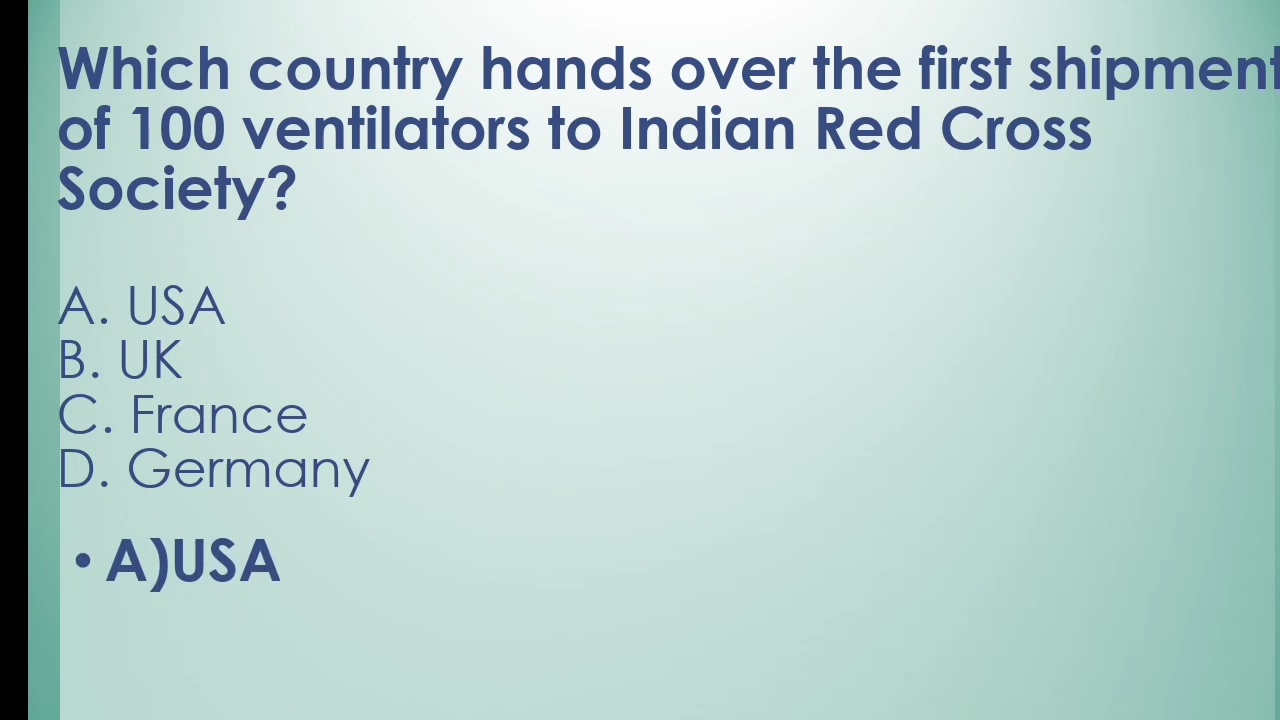 Which country hands over the first shipment
of 100 ventilators to Indian Red Cross
Society?
A. USA
B. UK
C. France
D. Germany
• A)USA